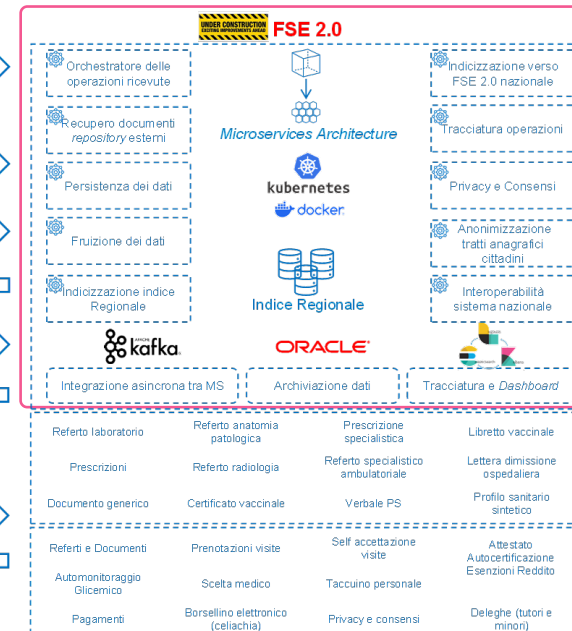 UNDER CONSTRUCTION
EXCITING IMPROVEMENTS AHEAD
FSE 2.0
Orchestratore delle
operazioni ricevute
Recupero documenti
repository esterni
Persistenza dei dati
Fruizione dei dati
Indicizzazione indice
Regionale
Microservices Architecture
kubernetes
docker
Indice Regionale
Indicizzazione verso
FSE 2.0 nazionale
Tracciatura operazioni
Privacy e Consensi
Anonimizzazione
tratti anagrafici
cittadini
Interoperabilità
sistema nazionale
kafka
ORACLE
Integrazione asincrona tra MS
Archiviazione dati
Tracciatura e Dashboard
Referto laboratorio
Referto anatomia
patologica
Prescrizione
specialistica
Libretto vaccinale
Prescrizioni
Referto radiologia
Referto specialistico
ambulatoriale
Lettera dimissione
ospedaliera
Documento generico
Certificato vaccinale
Verbale PS
Profilo sanitario
sintetico
Referti e Documenti
Prenotazioni visite
Self accettazione
visite
Attestato
Autocertificazione
Esenzioni Reddito
Automonitoraggio
Glicemico
Scelta medico
Taccuino personale
Pagamenti
Borsellino elettronico
(celiachia)
Privacy e consensi
Deleghe (tutori e
minori)